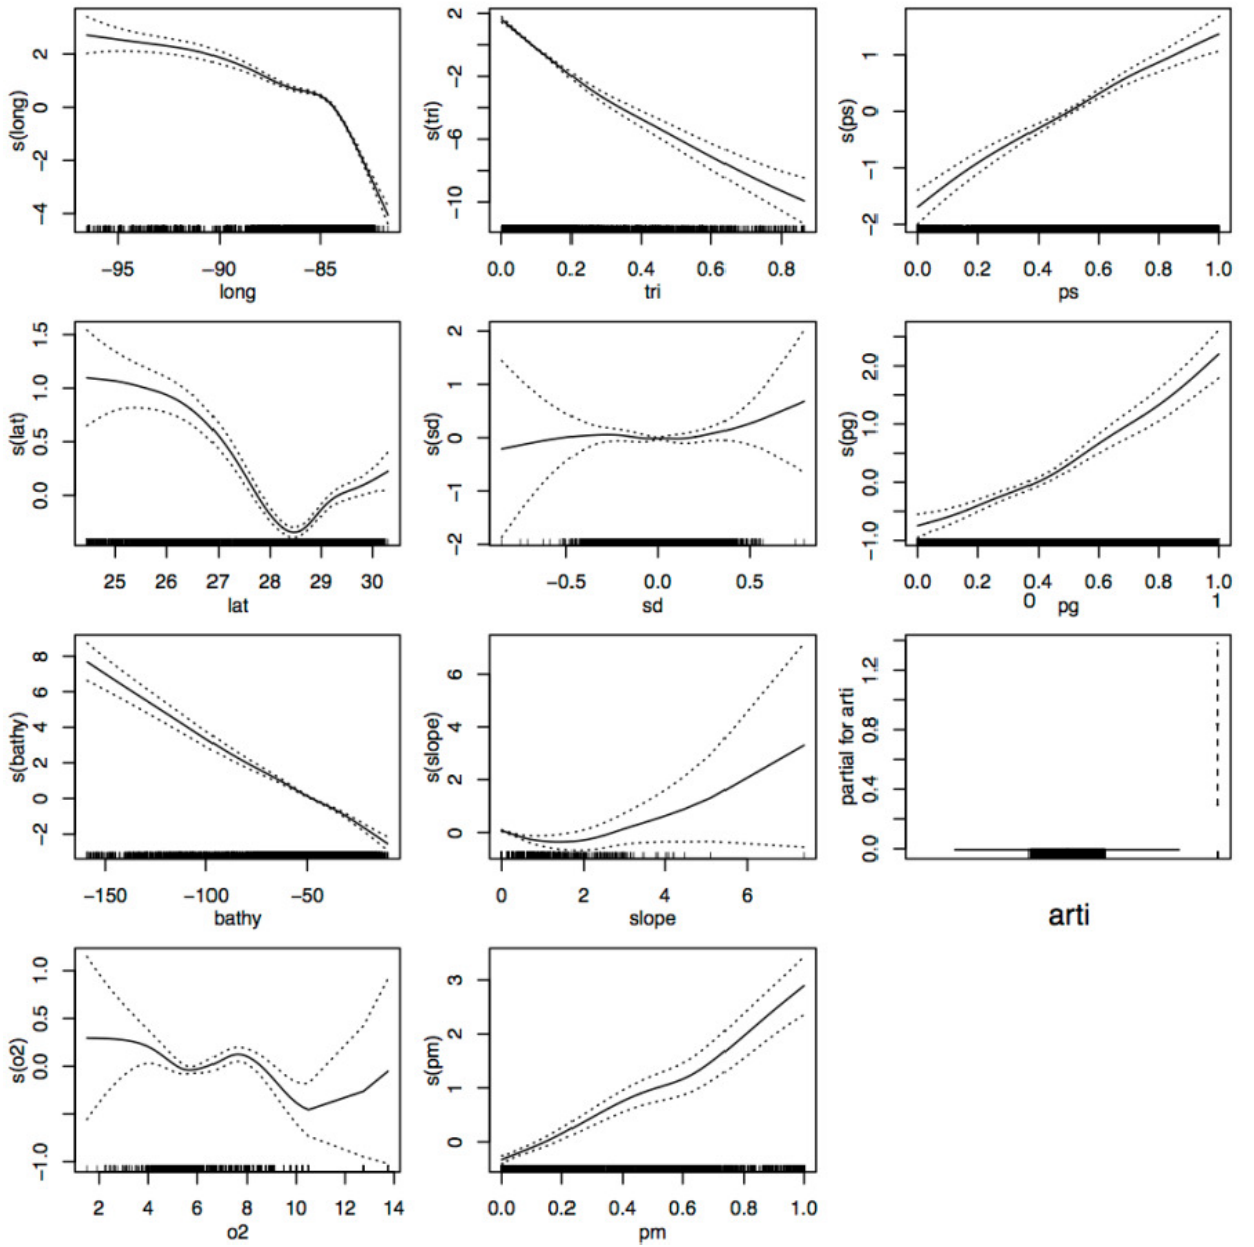 s(long)
2
0
−2
−4
−95 −90 −85
long
s(tri)
2
−2
−6
−10
0.0 0.2 0.4 0.6 0.8
tri
s(ps)
1
0
−1
−2
0.0 0.2 0.4 0.6 0.8 1.0
ps
s(lat)
1.5
1.0
0.5
0.0
25 26 27 28 29 30
lat
s(sd)
2
1
0
−1
−2
−0.5 0.0 0.5
sd
s(pg)
2.0
1.0
0.0
−1.0
0.0 0.2 0.4 0.6 0.8 1.0
pg
0 1
s(bathy)
8
6
4
2
0
−2
−150 −100 −50
bathy
s(slope)
6
4
2
0
0 2 4 6
slope
partial for arti
1.2
0.8
0.4
0.0
arti
s(o2)
1.0
0.5
0.0
−1.0
2 4 6 8 10 12 14
o2
s(pm)
3
2
1
0
0.0 0.2 0.4 0.6 0.8 1.0
pm